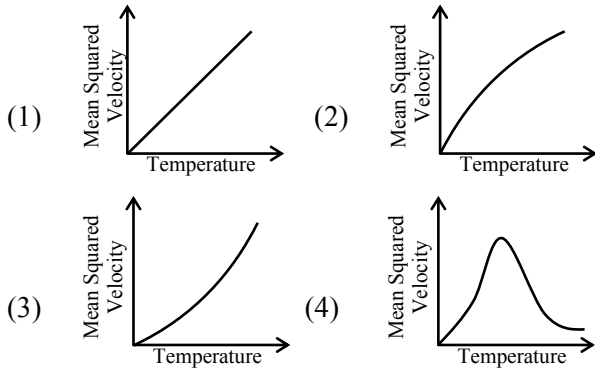 (1)
Mean Squared
Velocity
Temperature
(2)
Mean Squared
Velocity
Temperature
(3)
Mean Squared
Velocity
Temperature
(4)
Mean Squared
Velocity
Temperature